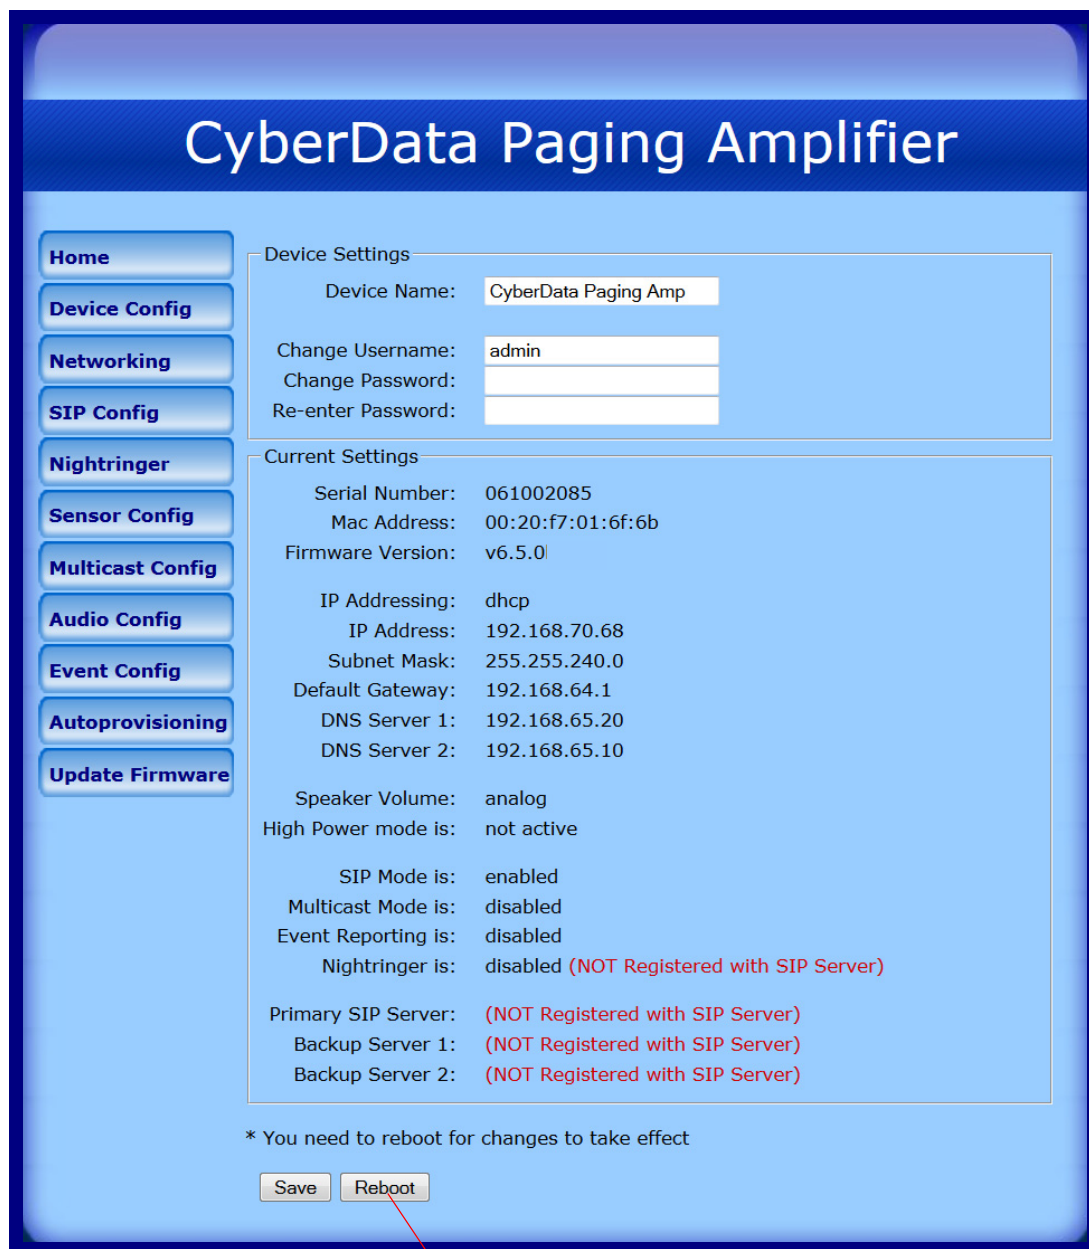 CyberData Paging Amplifier
Home
Device Config
Networking
SIP Config
Nightringer
Sensor Config
Multicast Config
Audio Config
Event Config
Autoprovisioning
Update Firmware
Device Settings
Device Name: CyberData Paging Amp
Change Username: admin
Change Password:
Re-enter Password:
Current Settings
Serial Number: 061002085
Mac Address: 00:20:f7:01:6f:6b
Firmware Version: v6.5.0
IP Addressing: dhcp
IP Address: 192.168.70.68
Subnet Mask: 255.255.240.0
Default Gateway: 192.168.64.1
DNS Server 1: 192.168.65.20
DNS Server 2: 192.168.65.10
Speaker Volume: analog
High Power mode is: not active
SIP Mode is: enabled
Multicast Mode is: disabled
Event Reporting is: disabled
Nightringer is: disabled (NOT Registered with SIP Server)
Primary SIP Server: (NOT Registered with SIP Server)
Backup Server 1: (NOT Registered with SIP Server)
Backup Server 2: (NOT Registered with SIP Server)
* You need to reboot for changes to take effect
Save Reboot